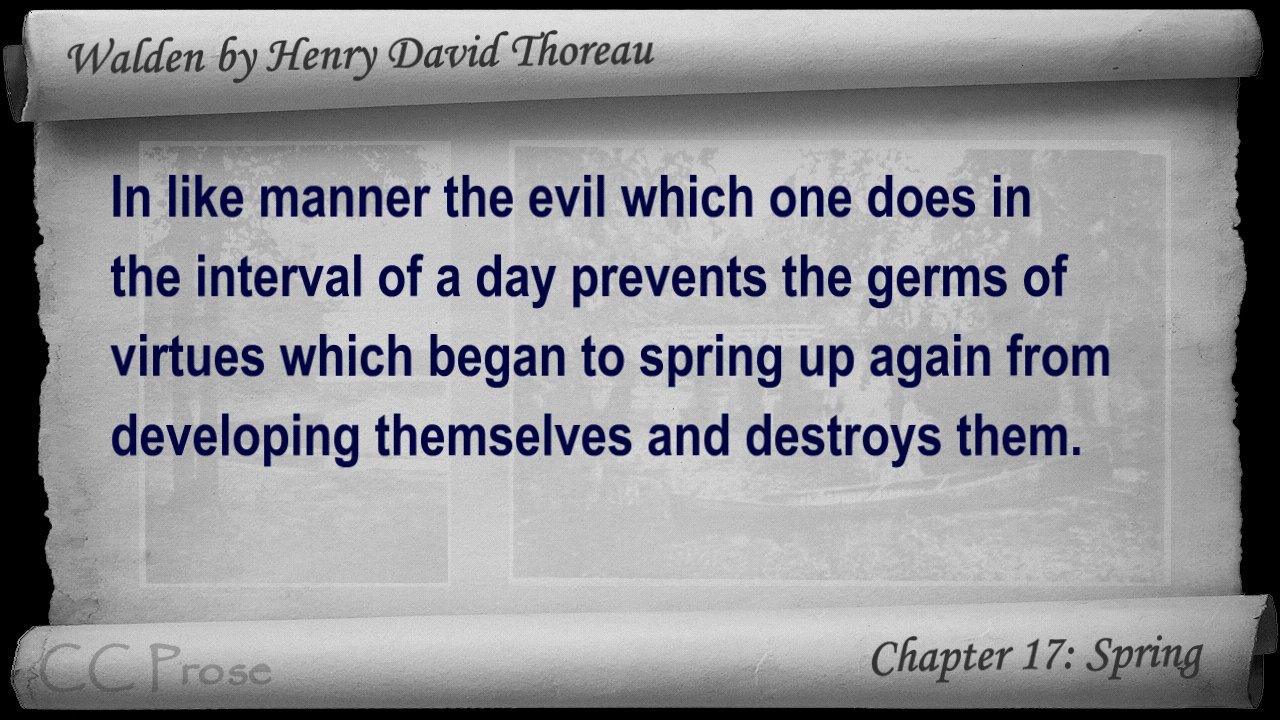 Walden by Henry David Thoreau
In like manner the evil which one does in
the interval of a day prevents the germs of
virtues which began to spring up again from
developing themselves and destroys them.
CC Prose
Chapter 17: Spring